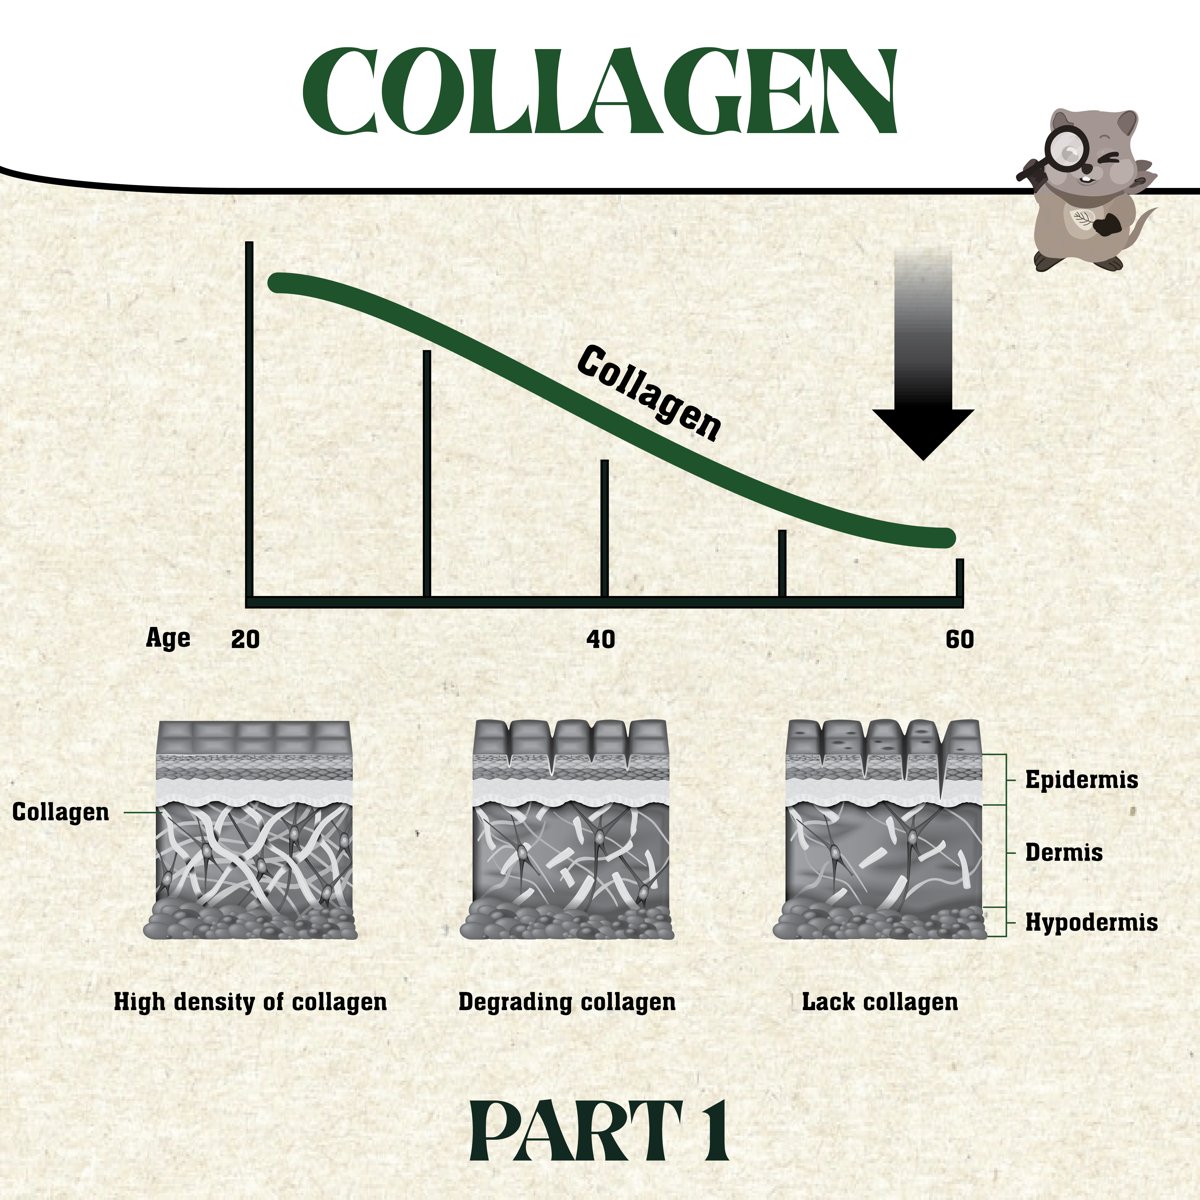 COLLAGEN
Collagen
Age 20 40 60
Collagen
Epidermis
Dermis
Hypodermis
High density of collagen
Degrading collagen
Lack collagen
PART 1